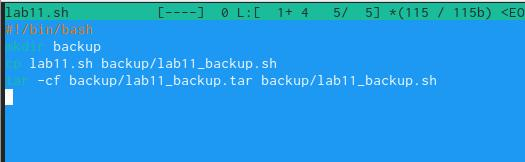 lab11.sh [----] 0 L:[ 1+ 4 5/ 5] *(115 / 115b) <EO
#!/bin/bash
mkdir backup
cp lab11.sh backup/lab11_backup.sh
tar -cf backup/lab11_backup.tar backup/lab11_backup.sh